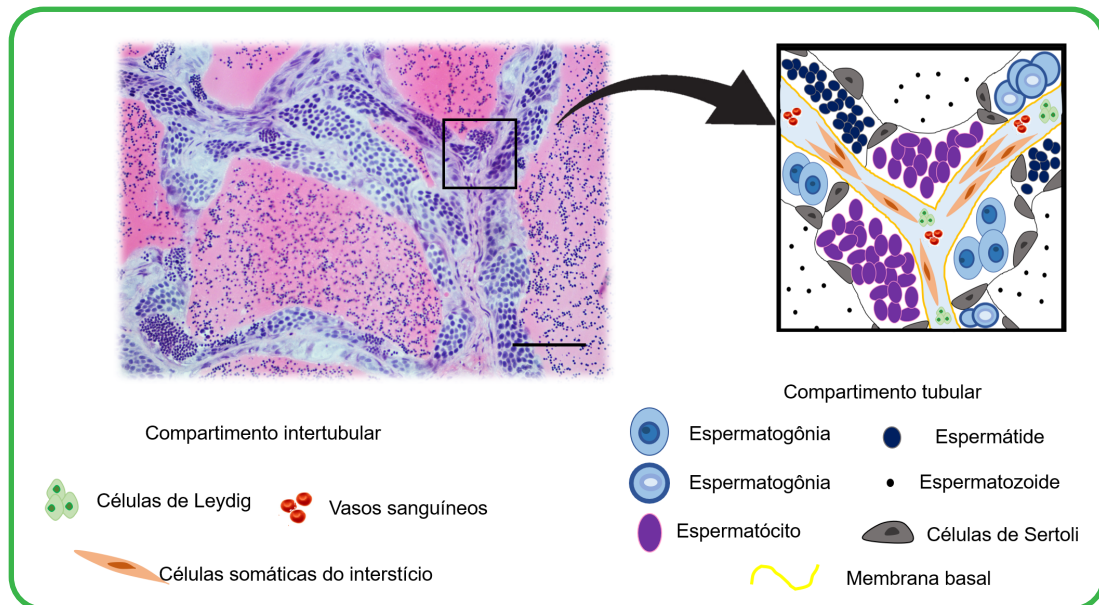 Compartimento intertubular
Células de Leydig
Vasos sanguíneos
Células somáticas do interstício
Compartimento tubular
Espermatogônia
Espermátide
Espermatogônia
Espermatozoide
Espermatócito
Células de Sertoli
Membrana basal